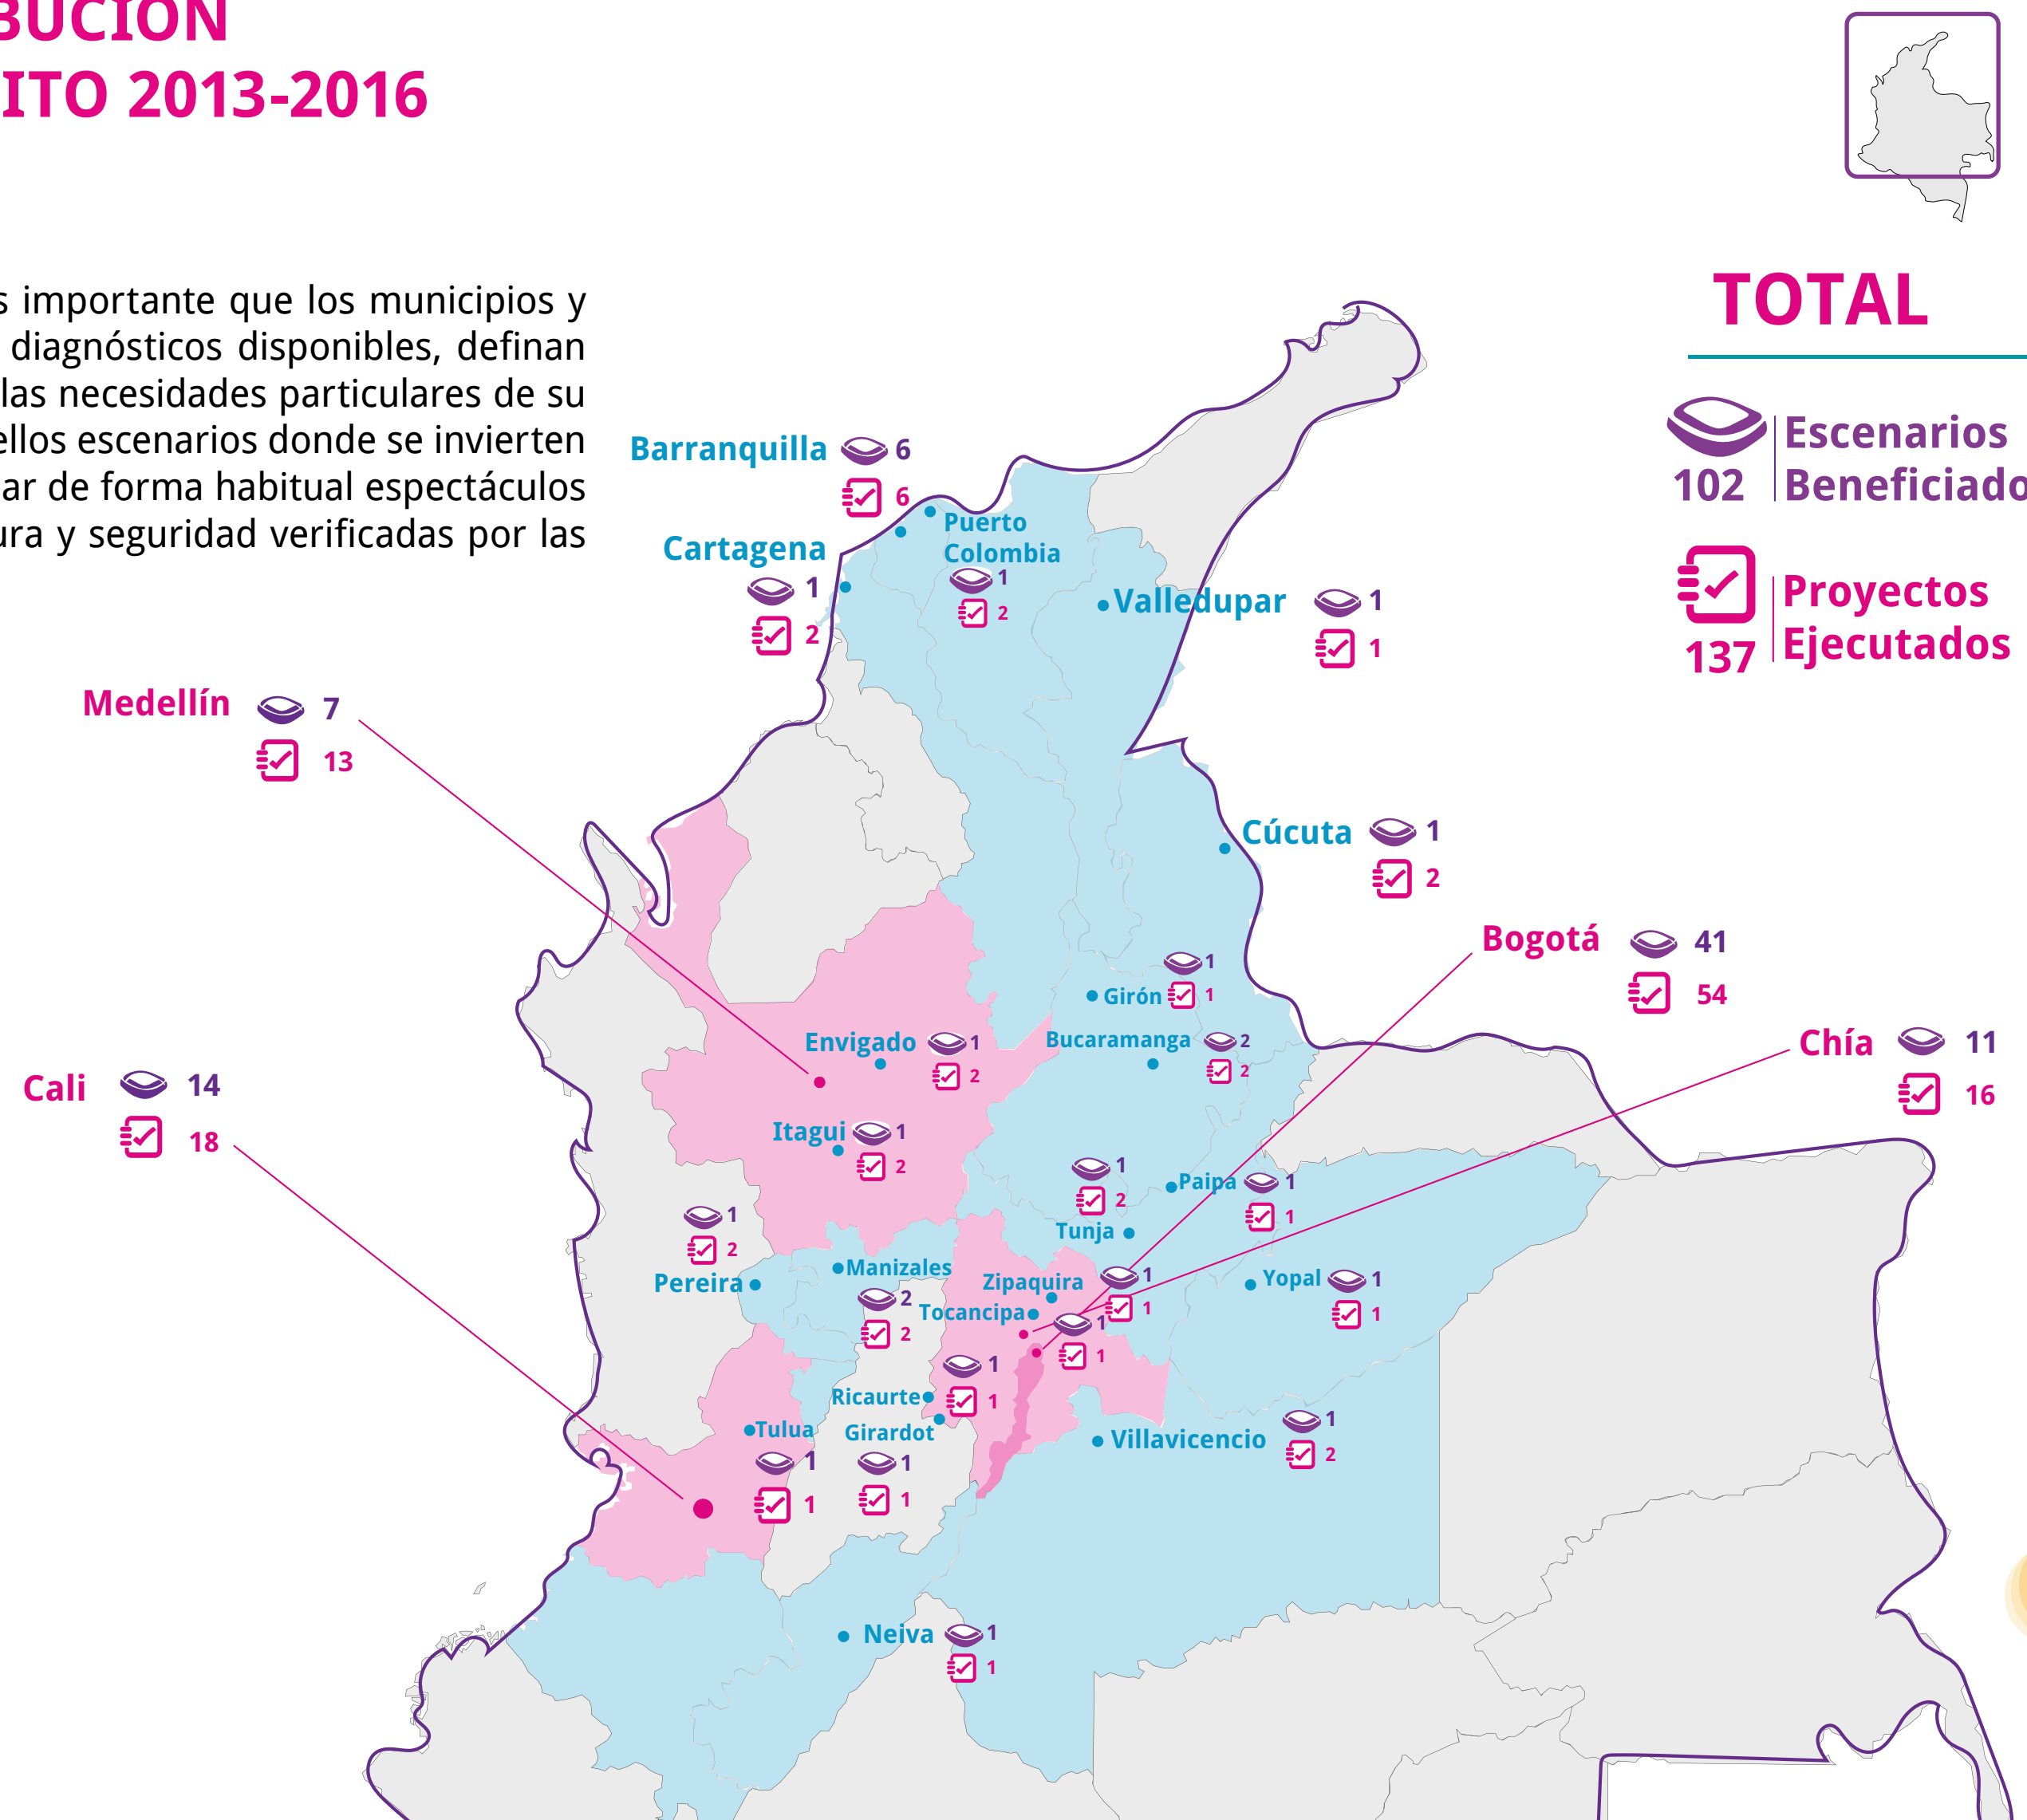 BUCIÓN
ITO 2013-2016
s importante que los municipios y
diagnósticos disponibles, definan
las necesidades particulares de su
ellos escenarios donde se invierten
ar de forma habitual espectáculos
ura y seguridad verificadas por las
TOTAL
Escenarios
102 Beneficiado
Proyectos
137 Ejecutados
Barranquilla 6
6
Puerto
Colombia
1
2
Cartagena
1
2
Valledupar 1
1
Medellín 7
13
Cúcuta 1
2
Bogotá 41
54
Chía 11
16
Cali 14
18
1
Girón 1
Bucaramanga 2
2
Envigado 1
2
Itagui 1
2
1
2
Tunja
Paipa 1
1
1
2
Pereira
Manizales
2
2
Zipaquira 1
1
Tocancipa 1
1
Yopal 1
1
1
Ricaurte 1
Girardot
1
1
Tulua
1
1
Villavicencio 1
2
Neiva 1
1